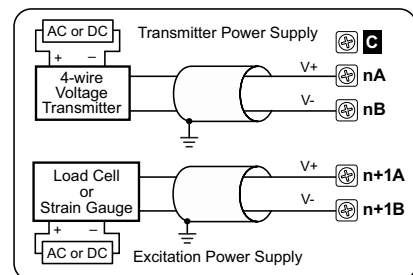 AC or DC
Transmitter Power Supply
C
+ –
4-wire
Voltage
Transmitter
V+
nA
V-
nB
Load Cell
or
Strain Gauge
V+
n+1A
V-
n+1B
+ –
AC or DC
Excitation Power Supply